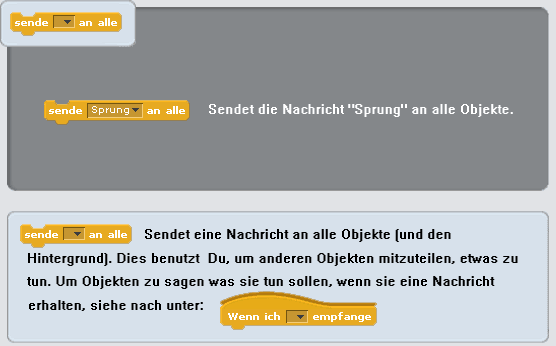 sende an alle
sende Sprung an alle Sendet die Nachricht "Sprung" an alle Objekte.
sende an alle Sendet eine Nachricht an alle Objekte (und den
Hintergrund). Dies benutzt Du, um anderen Objekten mitzuteilen, etwas zu
tun. Um Objekten zu sagen was sie tun sollen, wenn sie eine Nachricht
erhalten, siehe nach unter: Wenn ich empfange